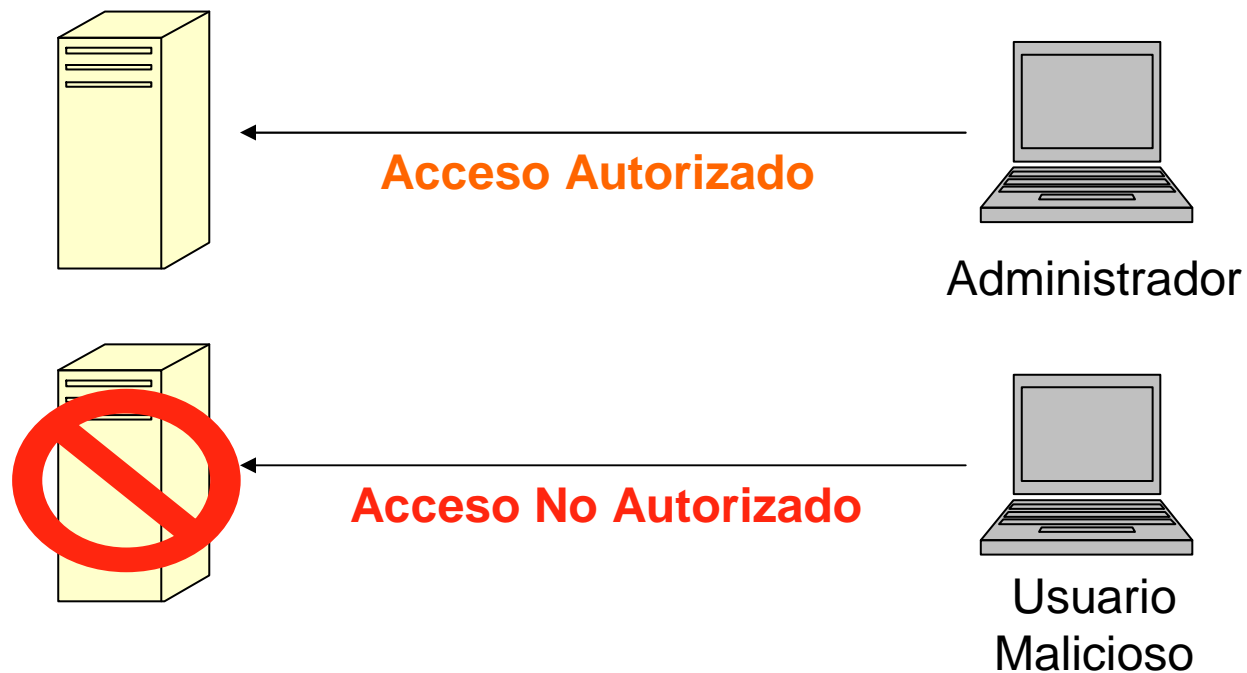 Acceso Autorizado
Administrador
Acceso No Autorizado
Usuario
Malicioso